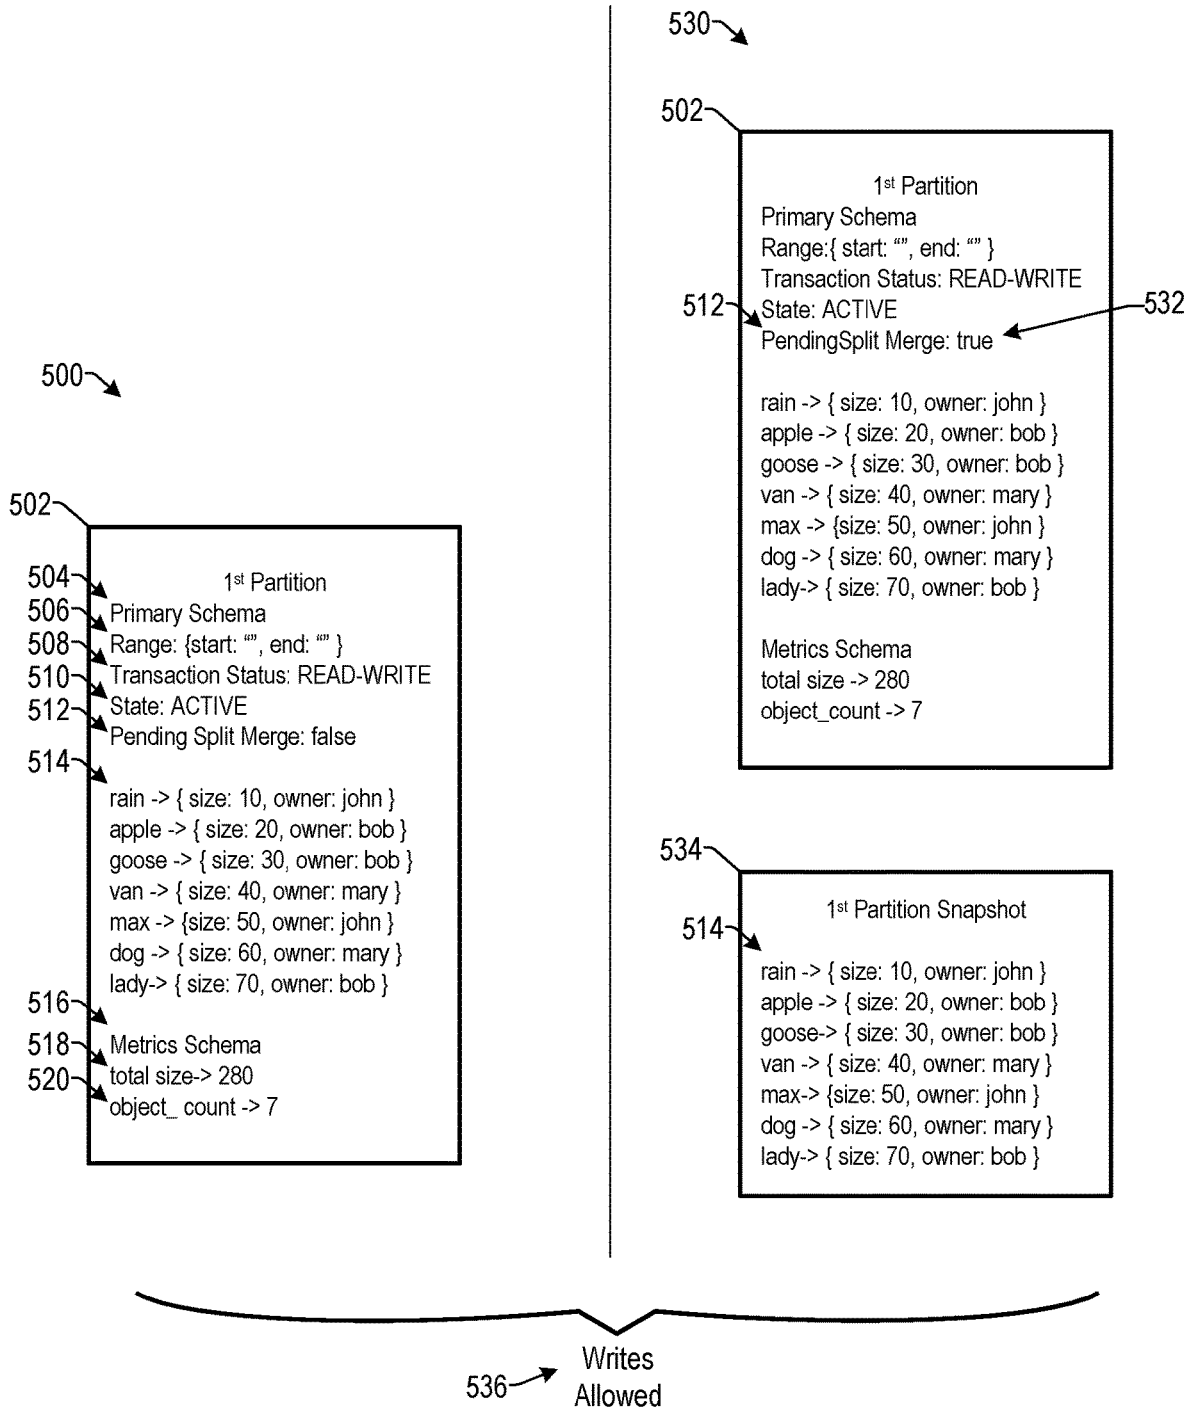 500
502
1st Partition
504
Primary Schema
506
Range: {start: “”, end: “” }
508
Transaction Status: READ-WRITE
510
State: ACTIVE
512
Pending Split Merge: false
514
rain -> { size: 10, owner: john }
apple -> { size: 20, owner: bob }
goose -> { size: 30, owner: bob }
van -> { size: 40, owner: mary }
max -> {size: 50, owner: john }
dog -> { size: 60, owner: mary }
lady-> { size: 70, owner: bob }
516
Metrics Schema
518
total size-> 280
520
object_ count -> 7
530
502
1st Partition
Primary Schema
Range:{ start: “”, end: “” }
Transaction Status: READ-WRITE
512
State: ACTIVE
532
PendingSplit Merge: true
rain -> { size: 10, owner: john }
apple -> { size: 20, owner: bob }
goose -> { size: 30, owner: bob }
van -> { size: 40, owner: mary }
max -> {size: 50, owner: john }
dog -> { size: 60, owner: mary }
lady-> { size: 70, owner: bob }
Metrics Schema
total size -> 280
object_count -> 7
534
1st Partition Snapshot
514
rain -> { size: 10, owner: john }
apple -> { size: 20, owner: bob }
goose-> { size: 30, owner: bob }
van -> { size: 40, owner: mary }
max-> {size: 50, owner: john }
dog -> { size: 60, owner: mary }
lady-> { size: 70, owner: bob }
536
Writes
Allowed